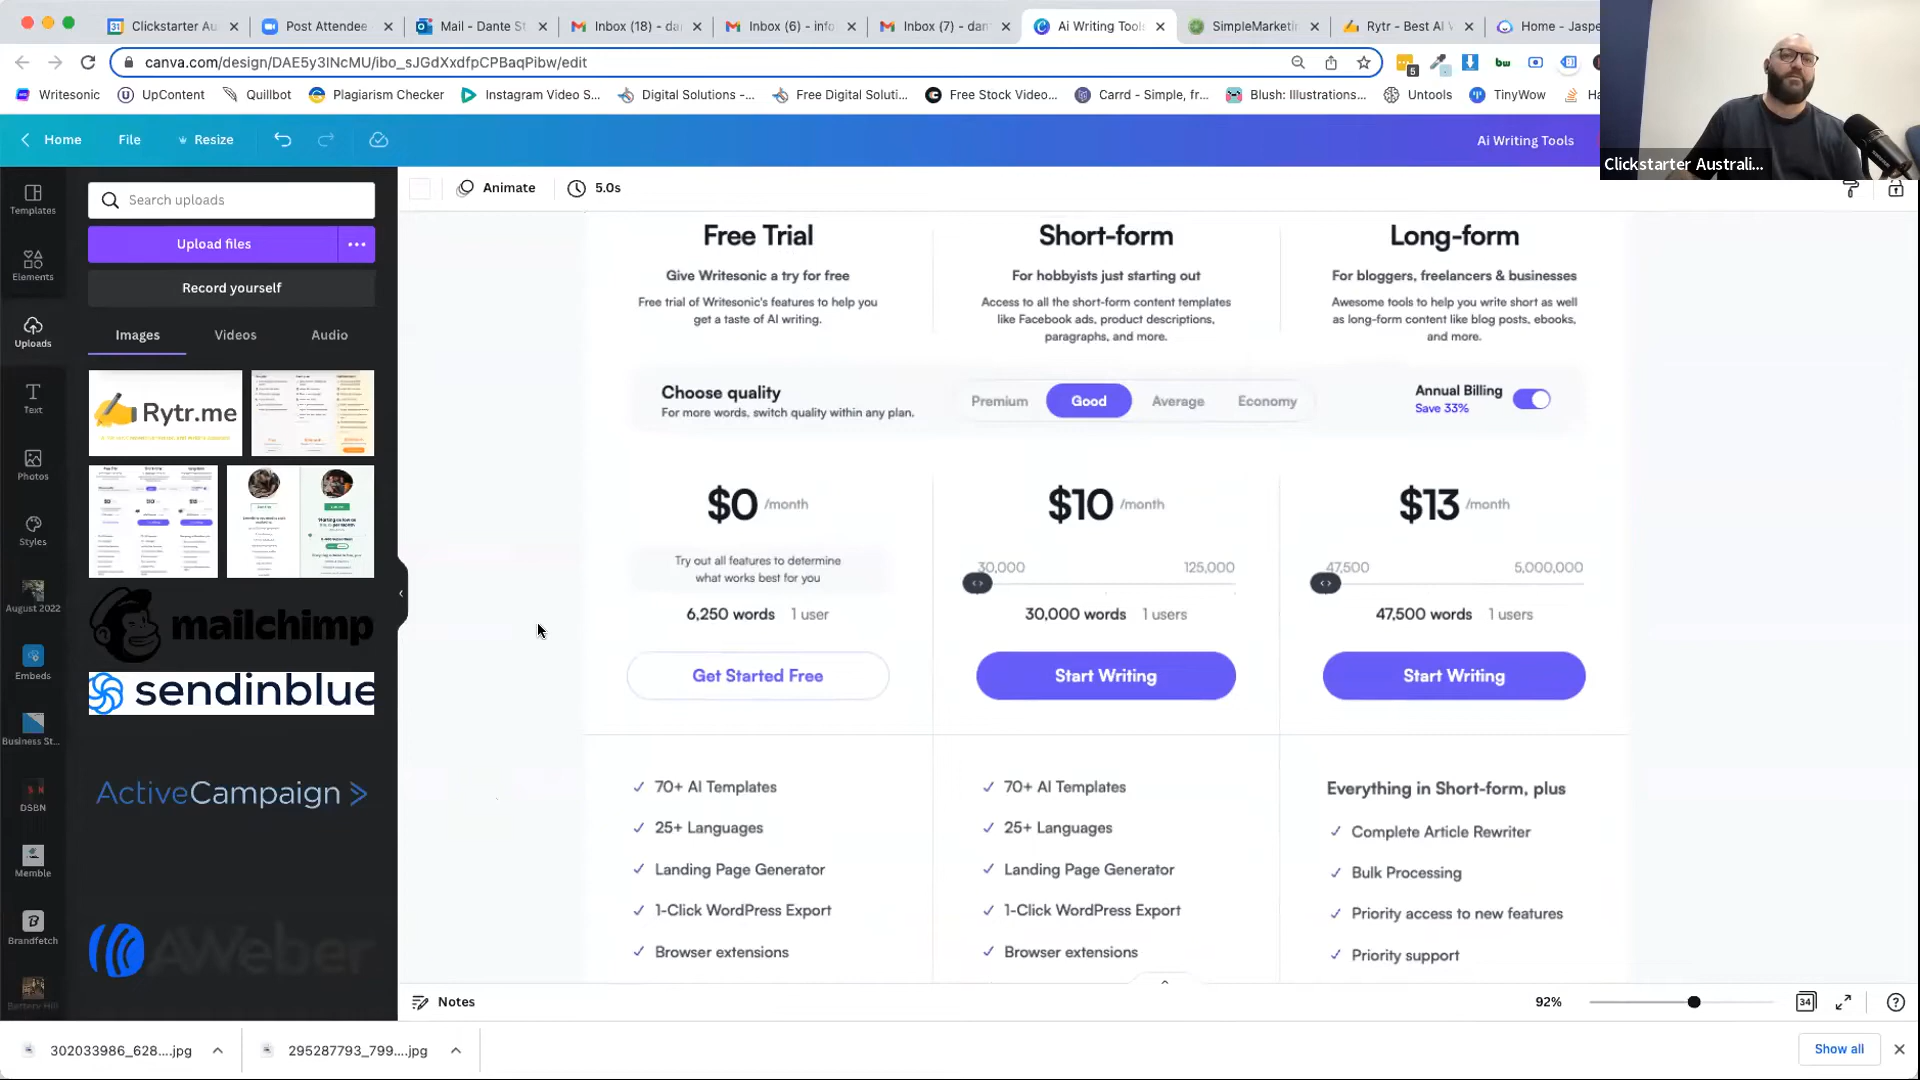 Clickstarter Au
Post Attendee
Mail - Dante S
Inbox (18) - da
Inbox (6) - info
Inbox (7) - dan
Ai Writing Tools
SimpleMarketi
Rytr - Best AI
Home - Jaspe
canva.com/design/DAE5y3lNcMU/ibo_sJGdXxdfpCPBaqPibw/edit
5
bw
Writesonic
UpContent
Quillbot
Plagiarism Checker
Instagram Video S...
Digital Solutions -...
Free Digital Soluti...
Free Stock Video...
Carrd - Simple, fr...
Blush: Illustrations...
Untools
TinyWow
Ha
Home
File
Resize
Ai Writing Tools
Clickstarter Australi...
Templates
Elements
Uploads
Text
Photos
Styles
August 2022
Embeds
Business St...
DSBN
Memble
Brandfetch
Battery Hill
Search uploads
Upload files
Record yourself
Images
Videos
Audio
Rytr.me
mailchimp
sendinblue
ActiveCampaign
AWeber
Animate
5.0s
Free Trial
Give Writesonic a try for free
Free trial of Writesonic's features to help you
get a taste of AI writing.
Short-form
For hobbyists just starting out
Access to all the short-form content templates
like Facebook ads, product descriptions,
paragraphs, and more.
Long-form
For bloggers, freelancers & businesses
Awesome tools to help you write short as well
as long-form content like blog posts, ebooks,
and more.
Choose quality
For more words, switch quality within any plan.
Premium
Good
Average
Economy
Annual Billing
Save 33%
$0 /month
Try out all features to determine
what works best for you
6,250 words 1 user
Get Started Free
$10 /month
30,000 125,000
30,000 words 1 users
Start Writing
$13 /month
47,500 5,000,000
47,500 words 1 users
Start Writing
70+ AI Templates
25+ Languages
Landing Page Generator
1-Click WordPress Export
Browser extensions
70+ AI Templates
25+ Languages
Landing Page Generator
1-Click WordPress Export
Browser extensions
Everything in Short-form, plus
Complete Article Rewriter
Bulk Processing
Priority access to new features
Priority support
Notes
92%
34
302033986_628....jpg
295287793_799....jpg
Show all